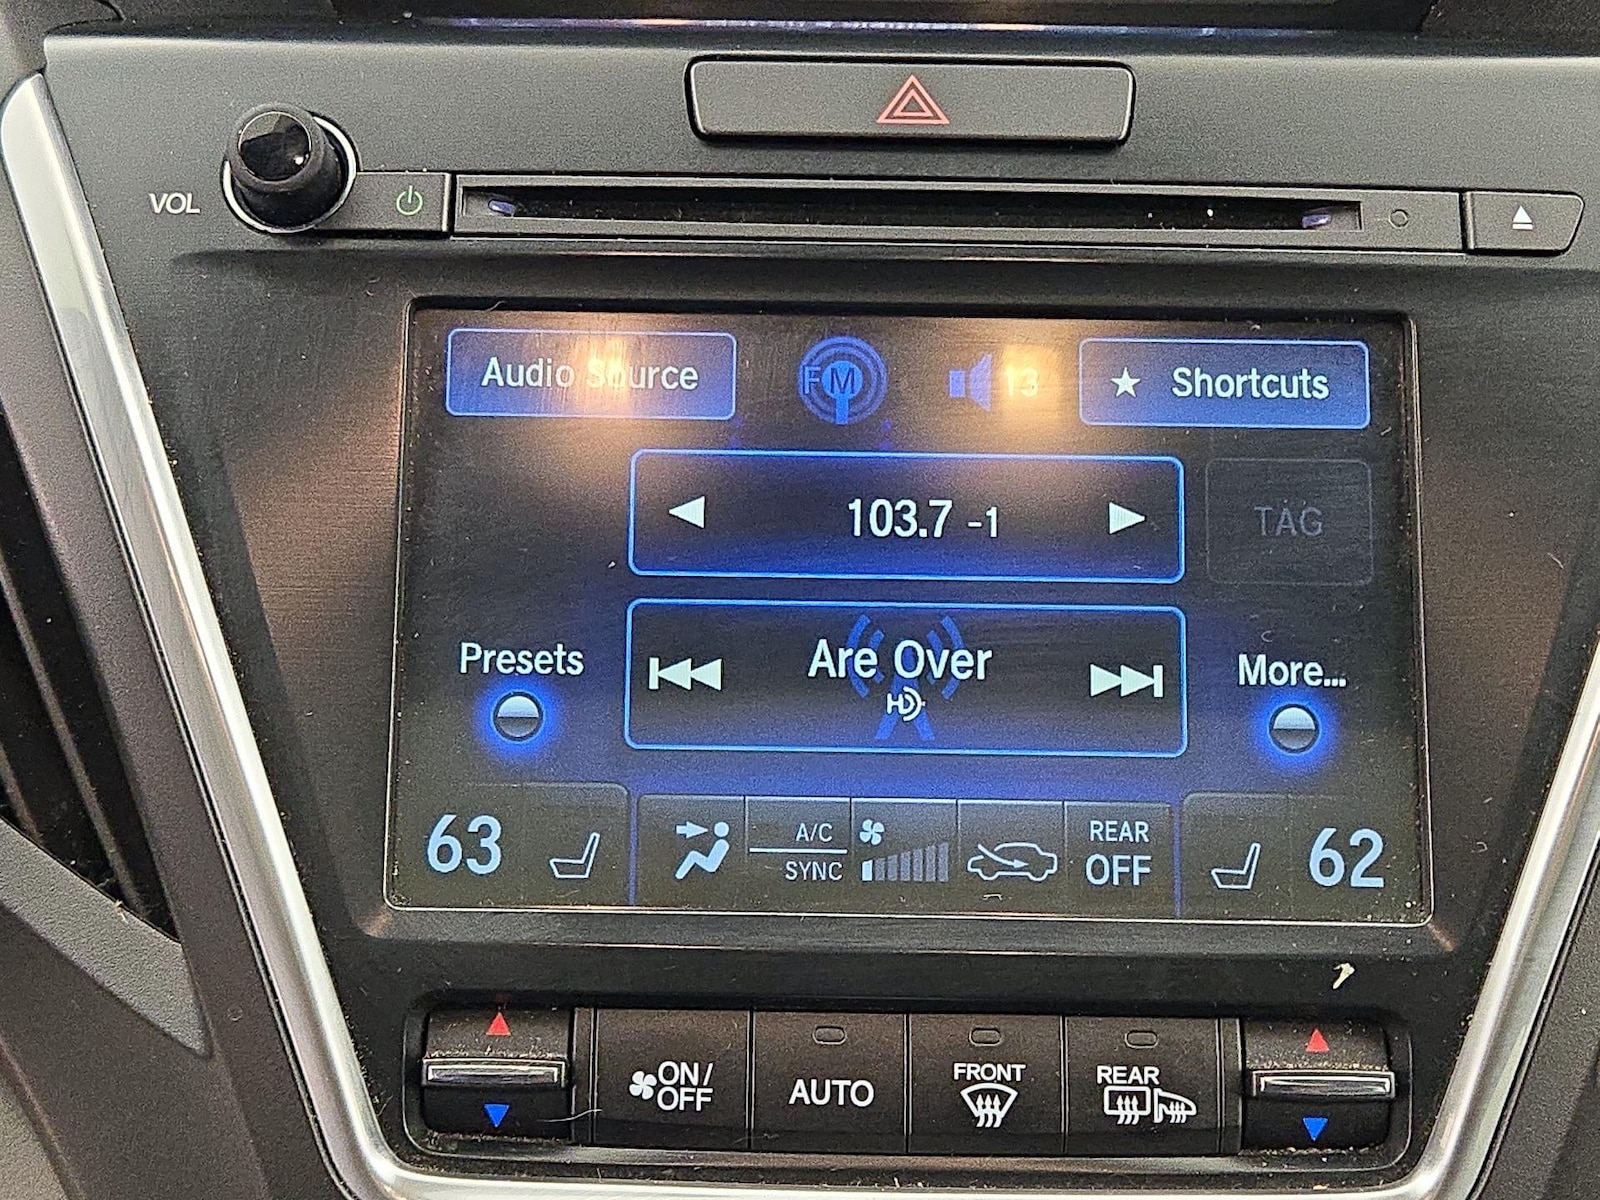 VOL
Audio Source
FM
13
★ Shortcuts
103.7 -1
TAG
Presets
Are Over
HD
More...
63
A/C
SYNC
REAR
OFF
62
ON/
OFF
AUTO
FRONT
REAR